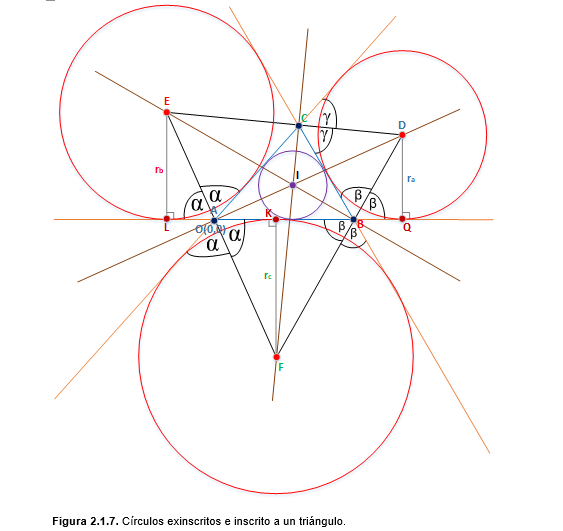 E
C
γ
D
γ
r_b
I
r_a
α
α
β
β
A
L
O(0,0)
K
B
Q
α
α
β
β
r_c
F
Figura 2.1.7. Círculos exinscritos e inscrito a un triángulo.